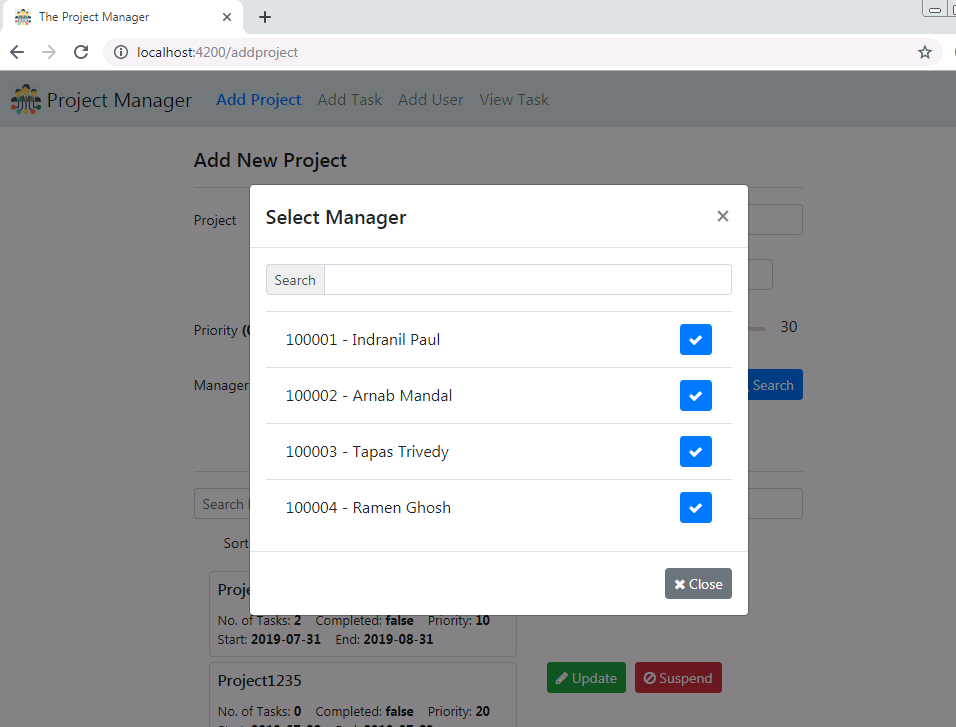 The Project Manager
localhost:4200/addproject
Project Manager Add Project Add Task Add User View Task
Add New Project
Select Manager
Project
Search
Priority (
30
100001 - Indranil Paul
Manager
Search
100002 - Arnab Mandal
100003 - Tapas Trivedy
100004 - Ramen Ghosh
Search
Sort
Close
Proje
No. of Tasks: 2 Completed: false Priority: 10
Start: 2019-07-31 End: 2019-08-31
Update Suspend
Project1235
No. of Tasks: 0 Completed: false Priority: 20